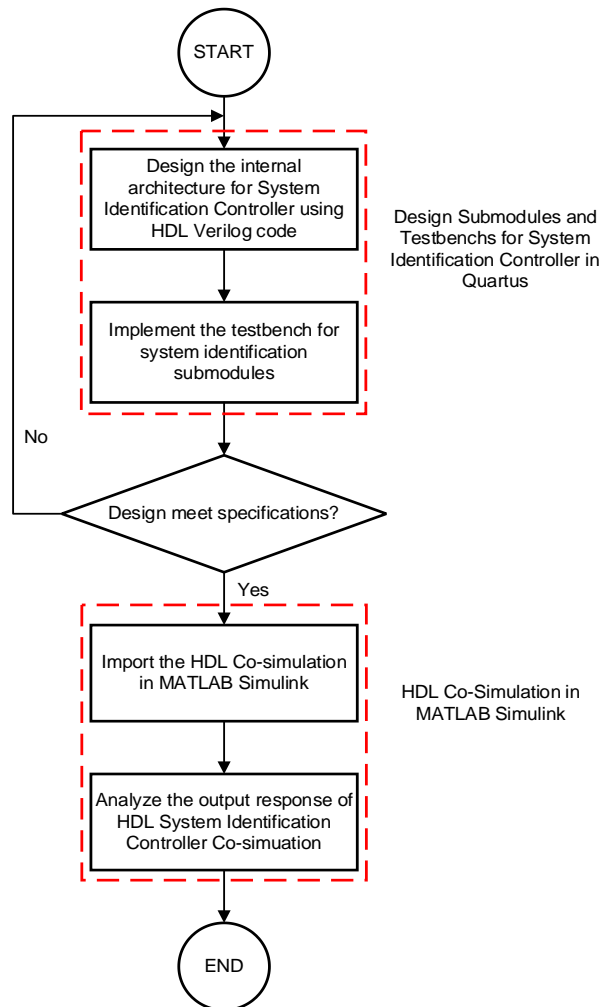 START
Design the internal
architecture for System
Identification Controller using
HDL Verilog code
Design Submodules and
Testbenchs for System
Identification Controller in
Quartus
Implement the testbench for
system identification
submodules
No
Design meet specifications?
Yes
Import the HDL Co-simulation
in MATLAB Simulink
HDL Co-Simulation in
MATLAB Simulink
Analyze the output response of
HDL System Identification
Controller Co-simuation
END